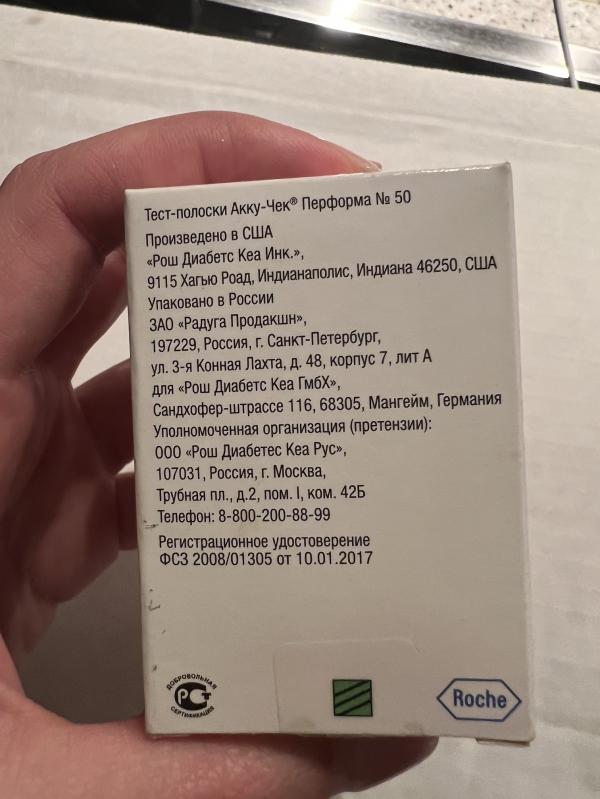 Тест-полоски Акку-Чек® Перформа № 50
Произведено в США
«Рош Диабетс Кеа Инк.»,
9115 Хагью Роад, Индианаполис, Индиана 46250, США
Упаковано в России
ЗАО «Радуга Продакшн»,
197229, Россия, г. Санкт-Петербург,
ул. 3-я Конная Лахта, д. 48, корпус 7, лит А
для «Рош Диабетс Кеа ГмбХ»,
Сандхофер-штрассе 116, 68305, Мангейм, Германия
Уполномоченная организация (претензии):
ООО «Рош Диабетес Кеа Рус»,
107031, Россия, г. Москва,
Трубная пл., д.2, пом. I, ком. 42Б
Телефон: 8-800-200-88-99
Регистрационное удостоверение
ФСЗ 2008/01305 от 10.01.2017
ДОБРОВОЛЬНАЯ
РСТ
СЕРТИФИКАЦИЯ
Roche